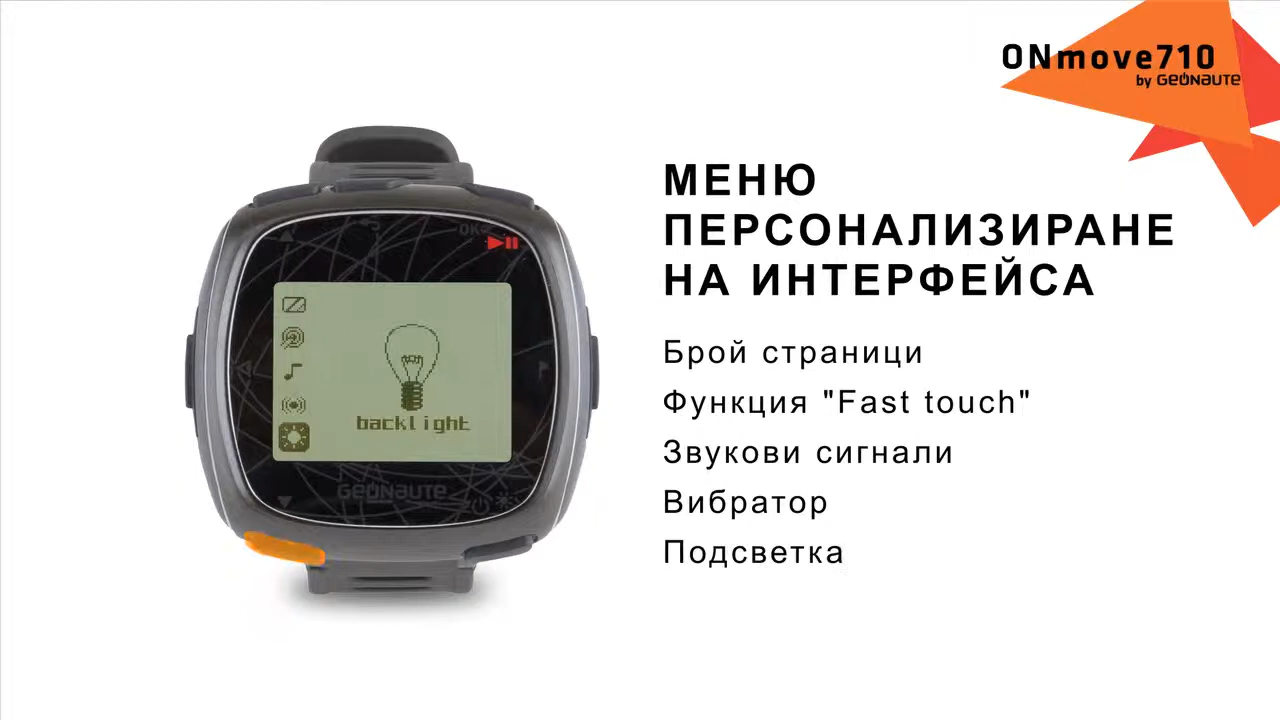 ONmove710
by GEONAUTE
МЕНЮ
ПЕРСОНАЛИЗИРАНЕ
НА ИНТЕРФЕЙСА
Брой страници
Функция "Fast touch"
Звукови сигнали
Вибратор
Подсветка
OK
backlight
GEONAUTE